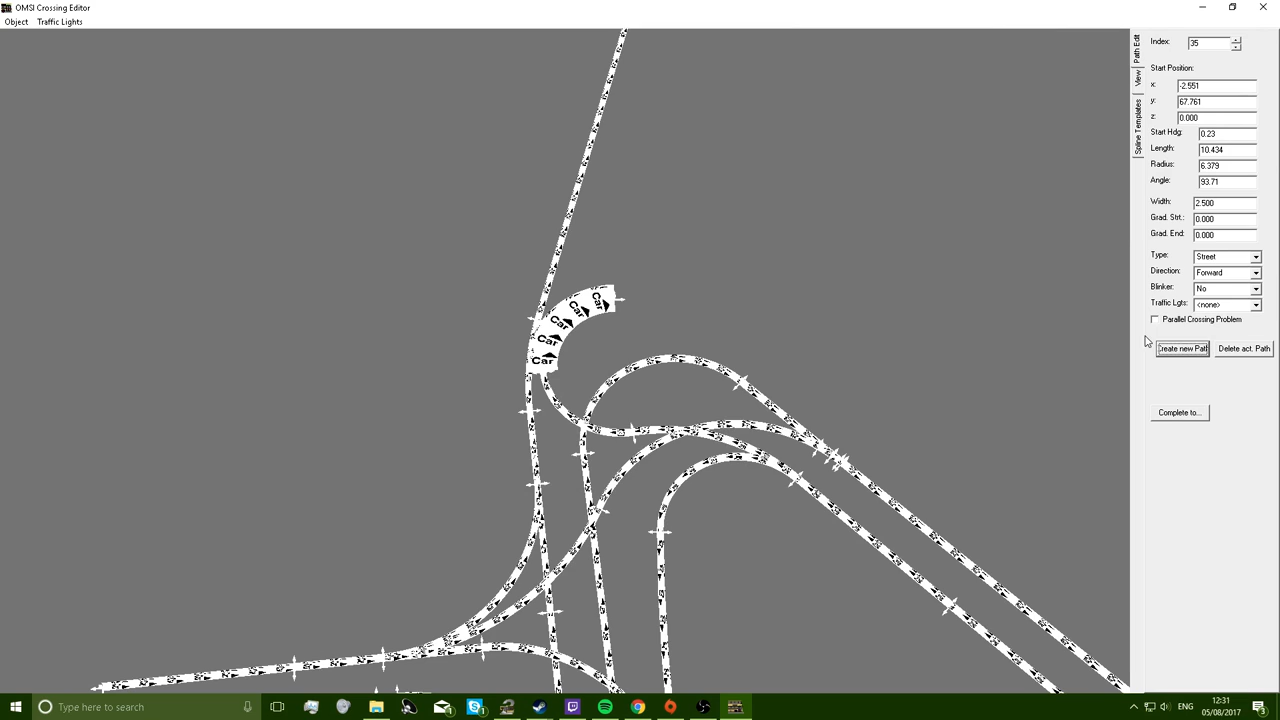 OMSI Crossing Editor
Object Traffic Lights
Path Edit
View
Spline Templates
Index: 35
Start Position:
x: -2.551
y: 67.761
z: 0.000
Start Hdg: 0.23
Length: 10.434
Radius: 6.379
Angle: 93.71
Width: 2.500
Grad. Strt.: 0.000
Grad. End: 0.000
Type: Street
Direction: Forward
Blinker: No
Traffic Lgts: <none>
Parallel Crossing Problem
Create new Path Delete act. Path
Complete to...
Car
Car
Car
Car
Car
Type here to search
12:31
05/08/2017